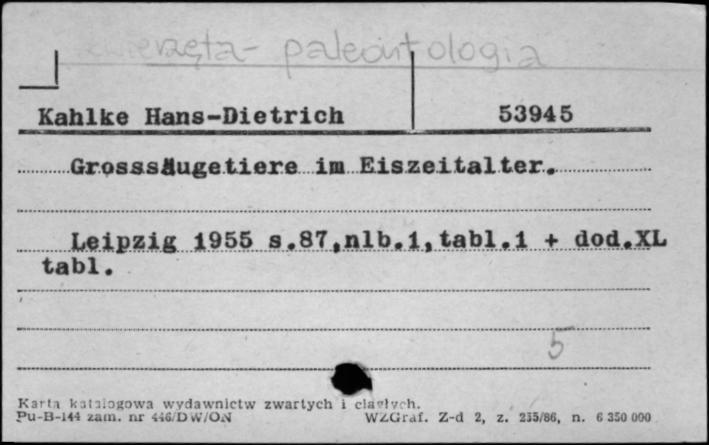 zwierzęta - paleontologia
Kahlke Hans-Dietrich 53945
Grosssäugetiere im Eiszeitalter.
Leipzig 1955 s.87,nlb.1,tabl.1 + dod.XL
tabl.
5
Karta katalogowa wydawnictw zwartych i ciągłych.
Pu-B-144 zam. nr 446/DW/ON WZGraf. Z-d 2, z. 235/86, n. 6 350 000